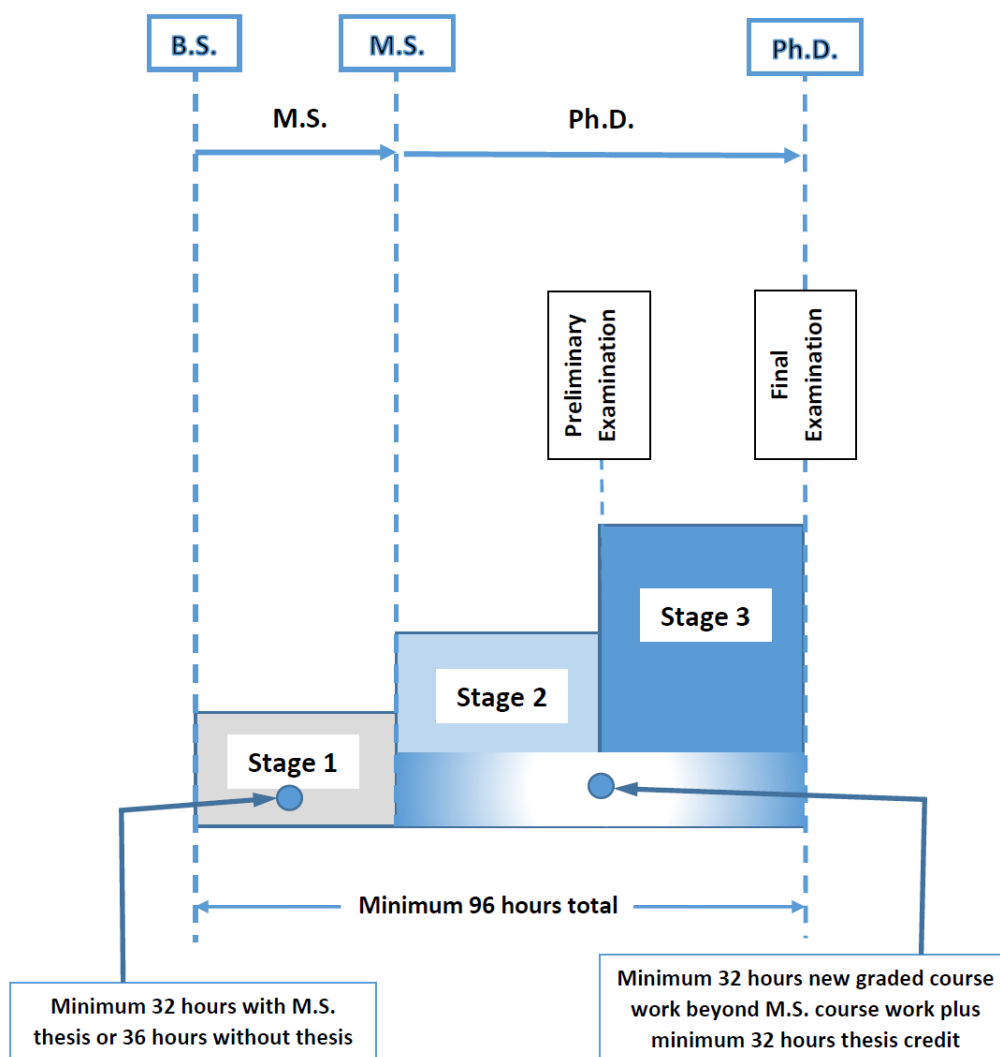 B.S.
M.S.
Ph.D.
M.S.
Ph.D.
Preliminary
Examination
Final
Examination
Stage 3
Stage 2
Stage 1
Minimum 96 hours total
Minimum 32 hours with M.S.
thesis or 36 hours without thesis
Minimum 32 hours new graded course
work beyond M.S. course work plus
minimum 32 hours thesis credit